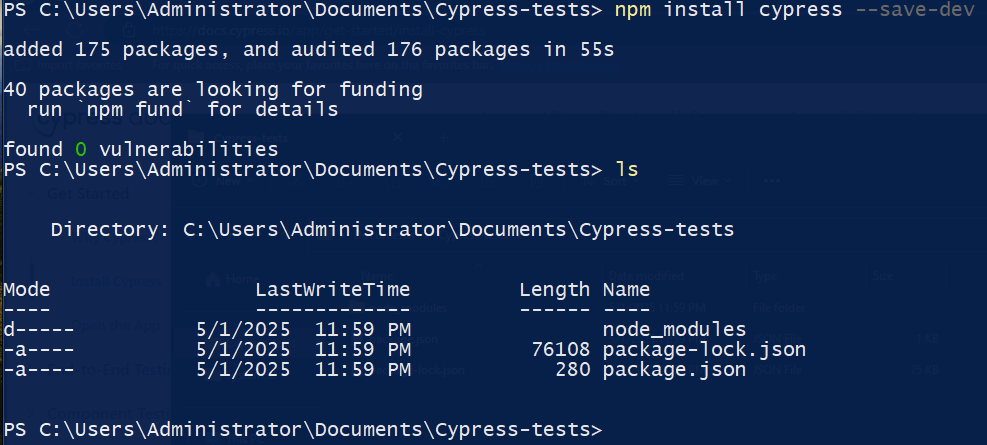 PS C:\Users\Administrator\Documents\Cypress-tests> npm install cypress --save-dev
added 175 packages, and audited 176 packages in 55s
40 packages are looking for funding
  run `npm fund` for details
found 0 vulnerabilities
PS C:\Users\Administrator\Documents\Cypress-tests> ls
    Directory: C:\Users\Administrator\Documents\Cypress-tests
Mode                 LastWriteTime         Length Name
----                 -------------         ------ ----
d-----          5/1/2025  11:59 PM                node_modules
-a----          5/1/2025  11:59 PM          76108 package-lock.json
-a----          5/1/2025  11:59 PM            280 package.json
PS C:\Users\Administrator\Documents\Cypress-tests>